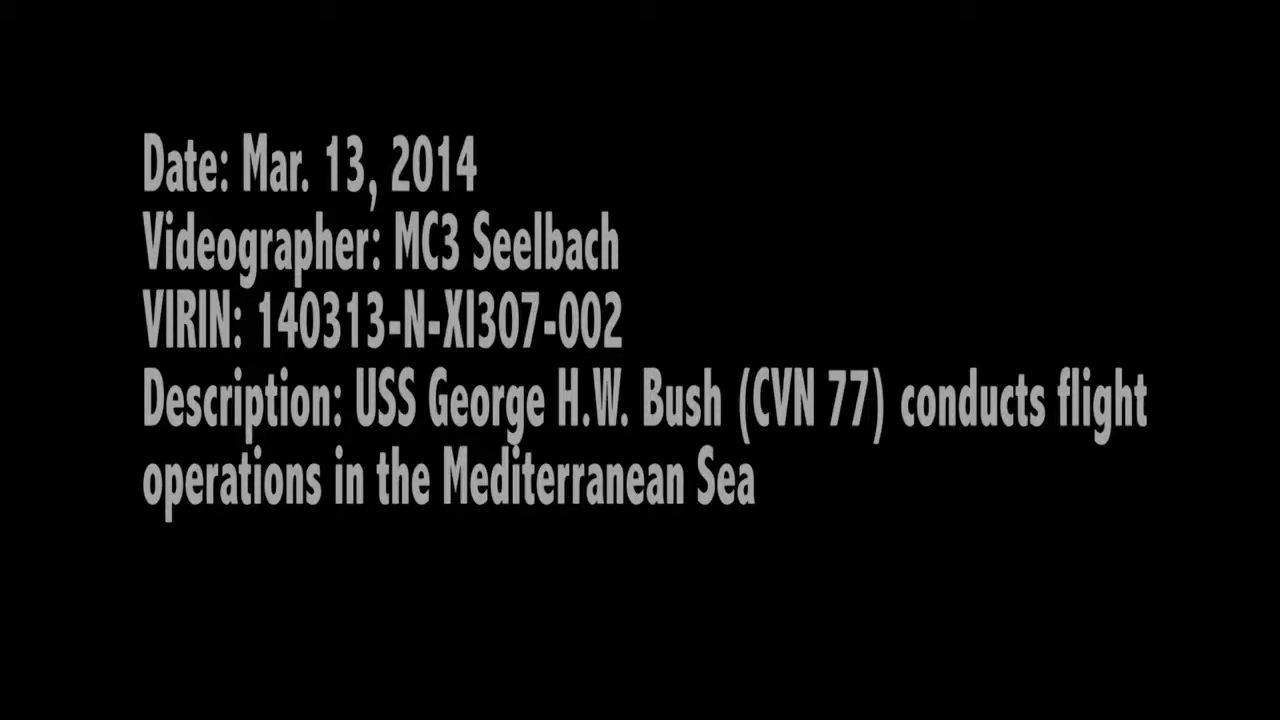 Date: Mar. 13, 2014
Videographer: MC3 Seelbach
VIRIN: 140313-N-XI307-002
Description: USS George H.W. Bush (CVN 77) conducts flight
operations in the Mediterranean Sea